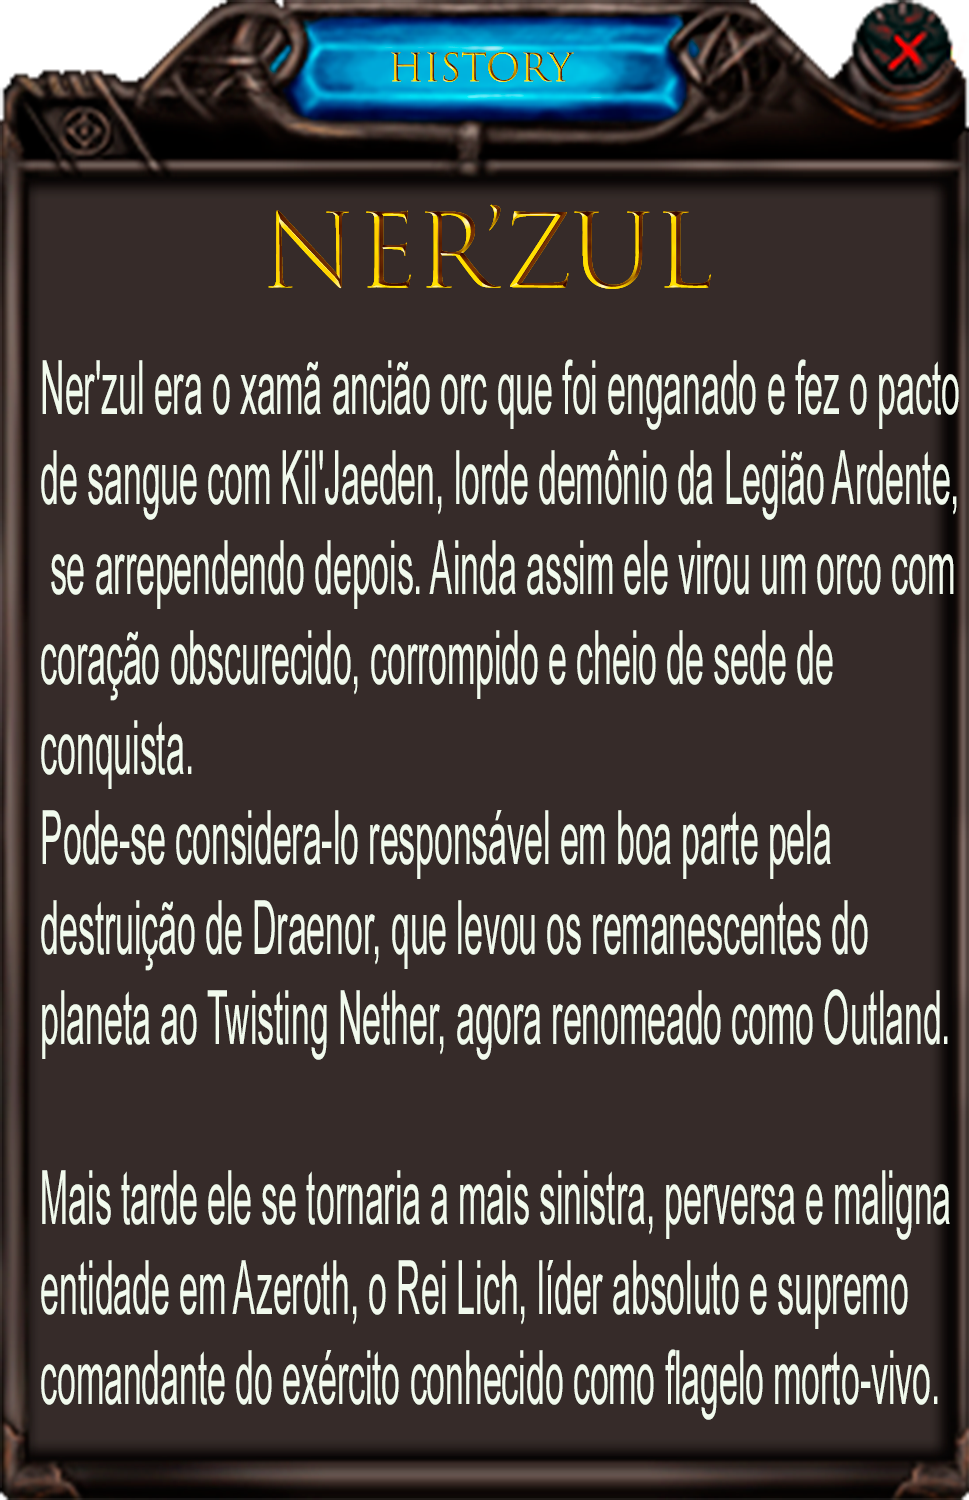 HISTORY
NER'ZUL
Ner'zul era o xamã ancião orc que foi enganado e fez o pacto
de sangue com Kil'Jaeden, lorde demônio da Legião Ardente,
se arrependendo depois. Ainda assim ele virou um orco com
coração obscurecido, corrompido e cheio de sede de
conquista.
Pode-se considera-lo responsável em boa parte pela
destruição de Draenor, que levou os remanescentes do
planeta ao Twisting Nether, agora renomeado como Outland.
Mais tarde ele se tornaria a mais sinistra, perversa e maligna
entidade em Azeroth, o Rei Lich, líder absoluto e supremo
comandante do exército conhecido como flagelo morto-vivo.